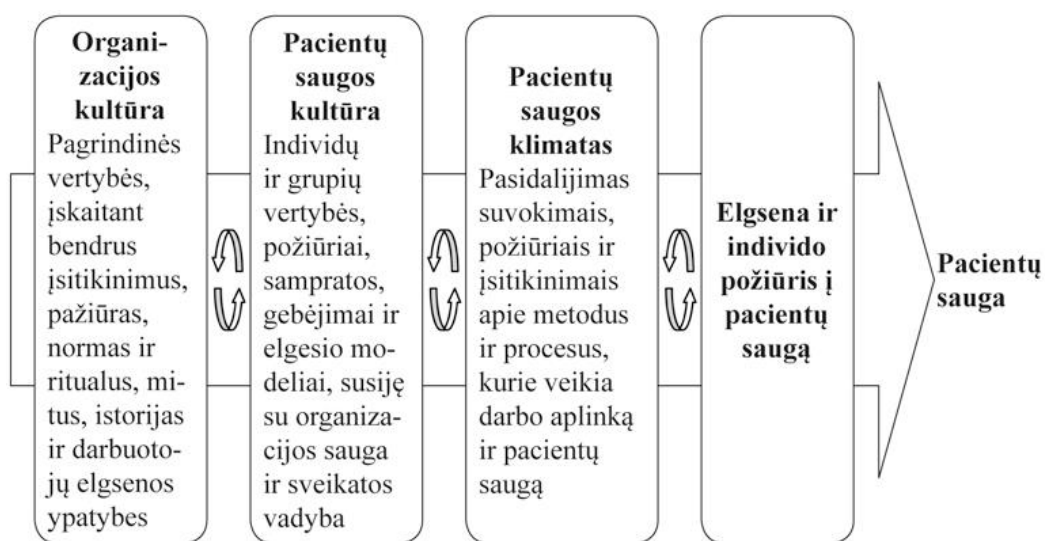 Organi-
zacijos
kultūra
Pagrindinės
vertybės,
įskaitant
bendrus
įsitikinimus,
pažiūras,
normas ir
ritualus, mi-
tus, istorijas
ir darbuoto-
jų elgsenos
ypatybes
Pacientų
saugos
kultūra
Individų
ir grupių
vertybės,
požiūriai,
sampratos,
gebėjimai ir
elgesio mo-
deliai, susiję
su organiza-
cijos sauga
ir sveikatos
vadyba
Pacientų
saugos
klimatas
Pasidalijimas
suvokimais,
požiūriais ir
įsitikinimais
apie metodus
ir procesus,
kurie veikia
darbo aplinką
ir pacientų
saugą
Elgsena ir
individo
požiūris į
pacientų
saugą
Pacientų
sauga